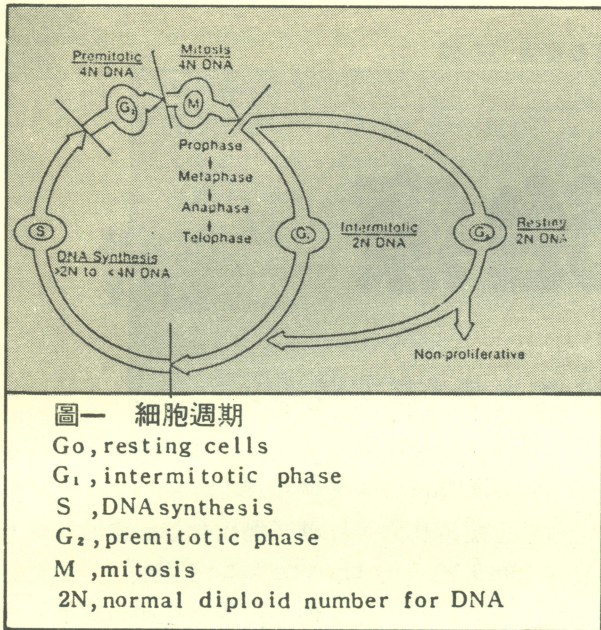 Premitotic
4N DNA
Mitosis
4N DNA
G₂
M
Prophase
Metaphase
Anaphase
Telophase
S
DNA Synthesis
>2N to <4N DNA
G₁
Intermitotic
2N DNA
G₀
Resting
2N DNA
Non-proliferative
圖一 細胞週期
Go,resting cells
G₁,intermitotic phase
S ,DNA synthesis
G₂,premitotic phase
M ,mitosis
2N,normal diploid number for DNA